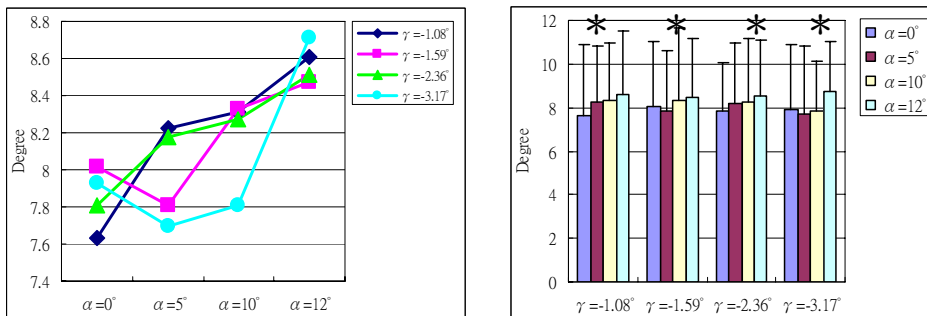 8.8
8.6
8.4
8.2
8
7.8
7.6
7.4
Degree
α=0° α=5° α=10° α=12°
γ=-1.08°
γ=-1.59°
γ=-2.36°
γ=-3.17°
12
10
8
6
4
2
0
Degree
* * * *
γ=-1.08° γ=-1.59° γ=-2.36° γ=-3.17°
α=0°
α=5°
α=10°
α=12°